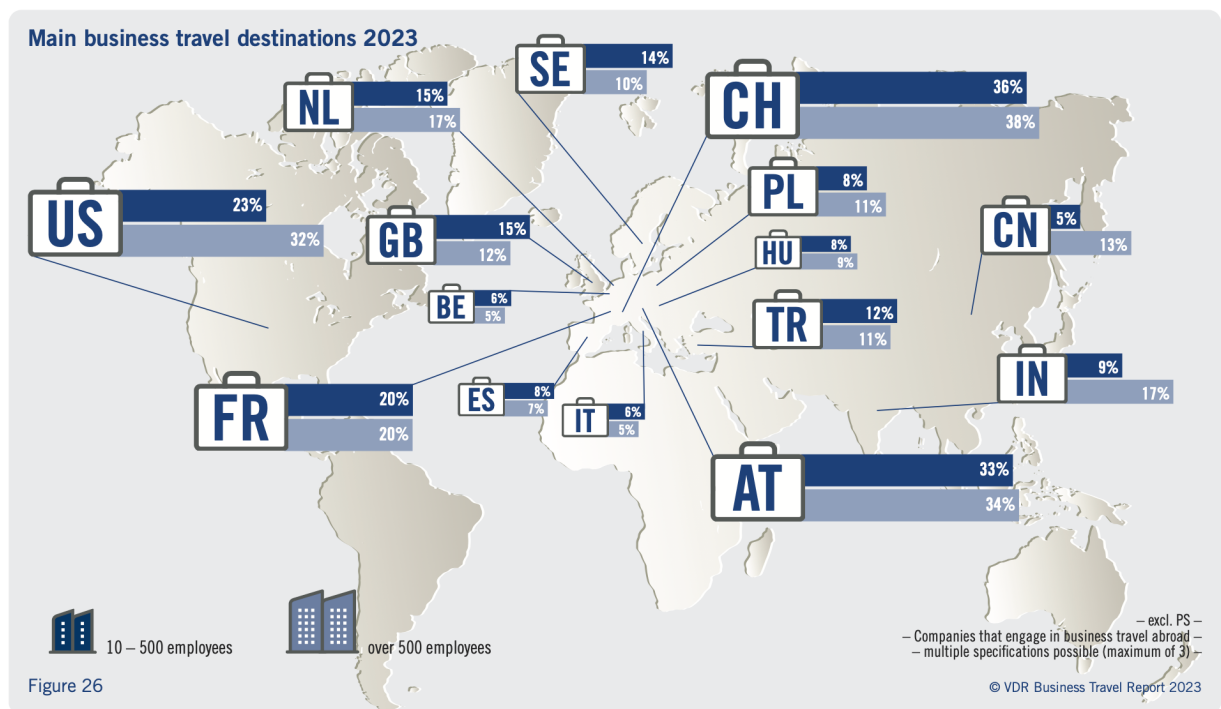 Main business travel destinations 2023
SE
14%
10%
NL
15%
17%
CH
36%
38%
PL
8%
11%
US
23%
32%
GB
15%
12%
CN
5%
13%
HU
8%
9%
BE
6%
5%
TR
12%
11%
IN
9%
17%
FR
20%
20%
ES
8%
7%
IT
6%
5%
AT
33%
34%
10 – 500 employees
over 500 employees
– excl. PS –
– Companies that engage in business travel abroad –
– multiple specifications possible (maximum of 3) –
Figure 26
© VDR Business Travel Report 2023